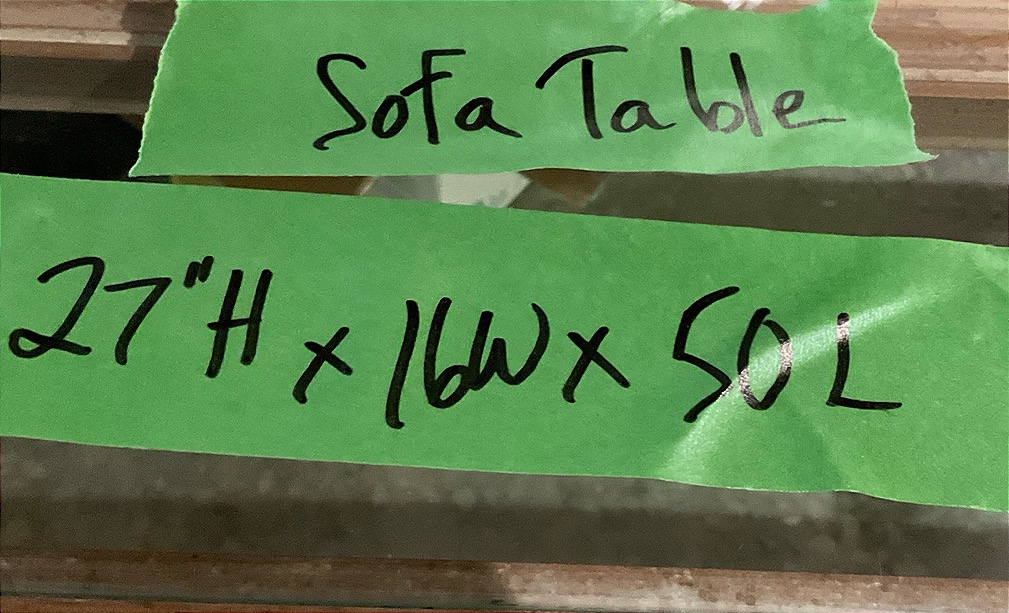 Sofa Table
27"H x 16W x 50L